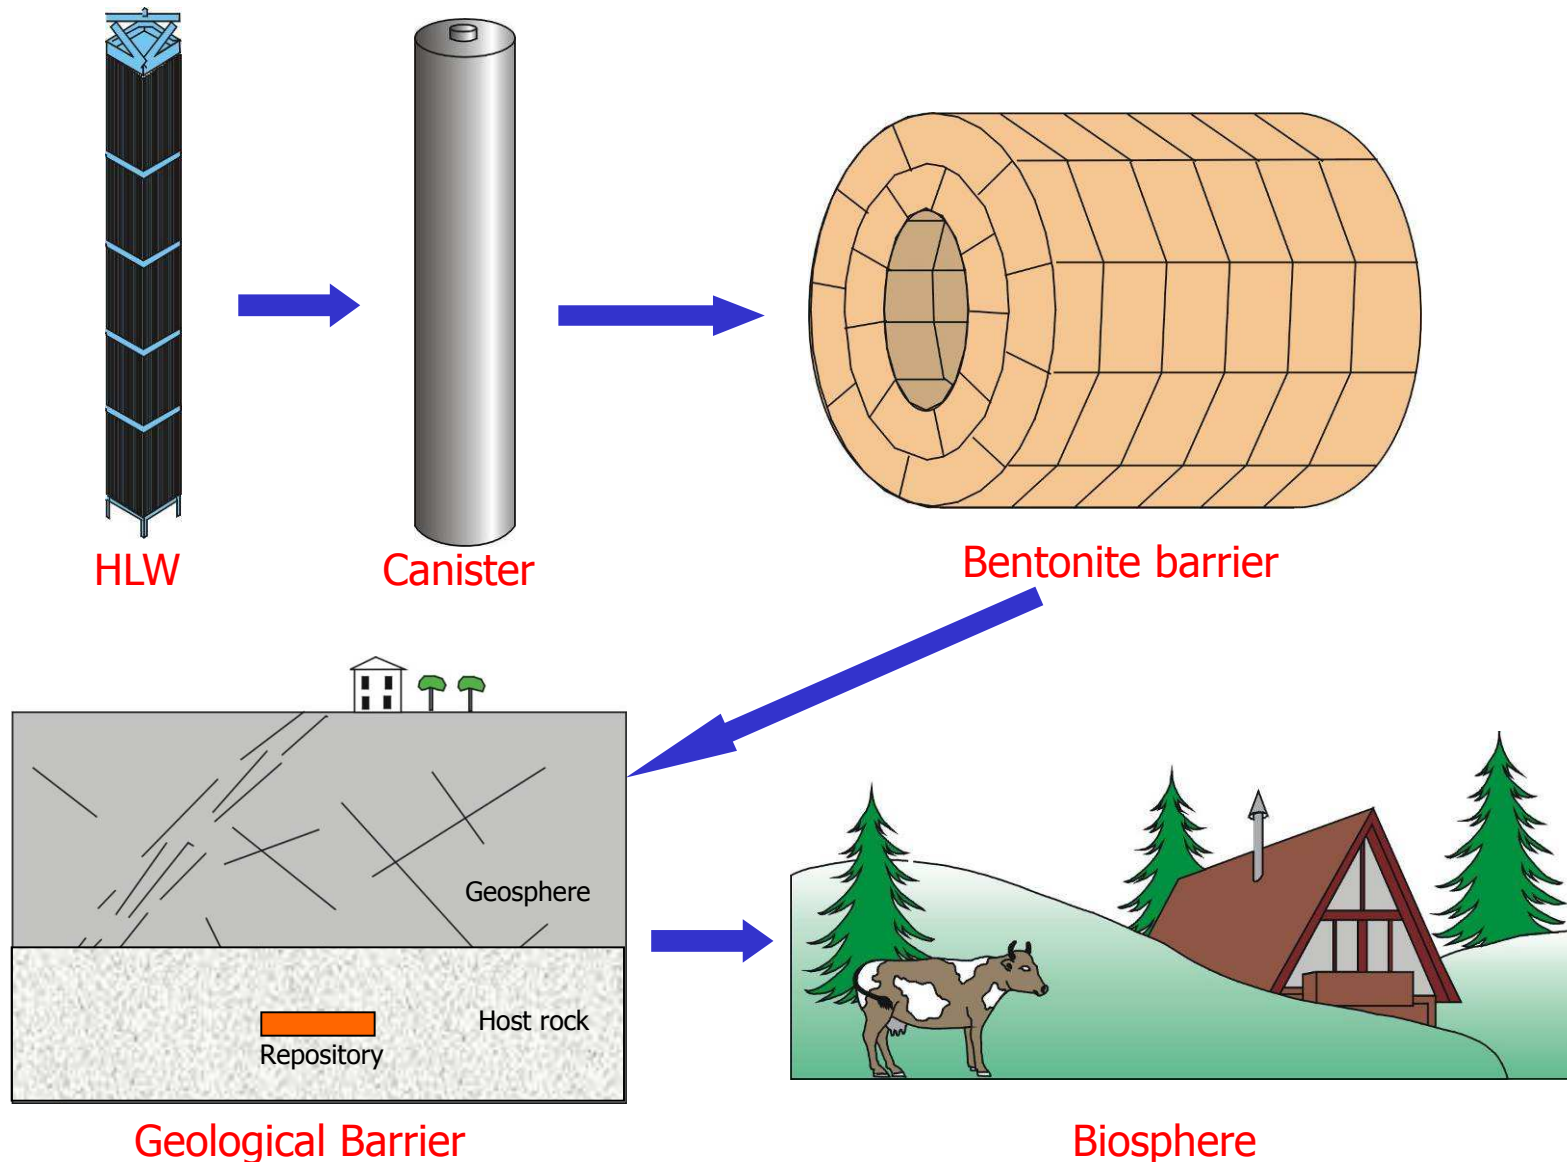 HLW
Canister
Bentonite barrier
Geosphere
Host rock
Repository
Geological Barrier
Biosphere